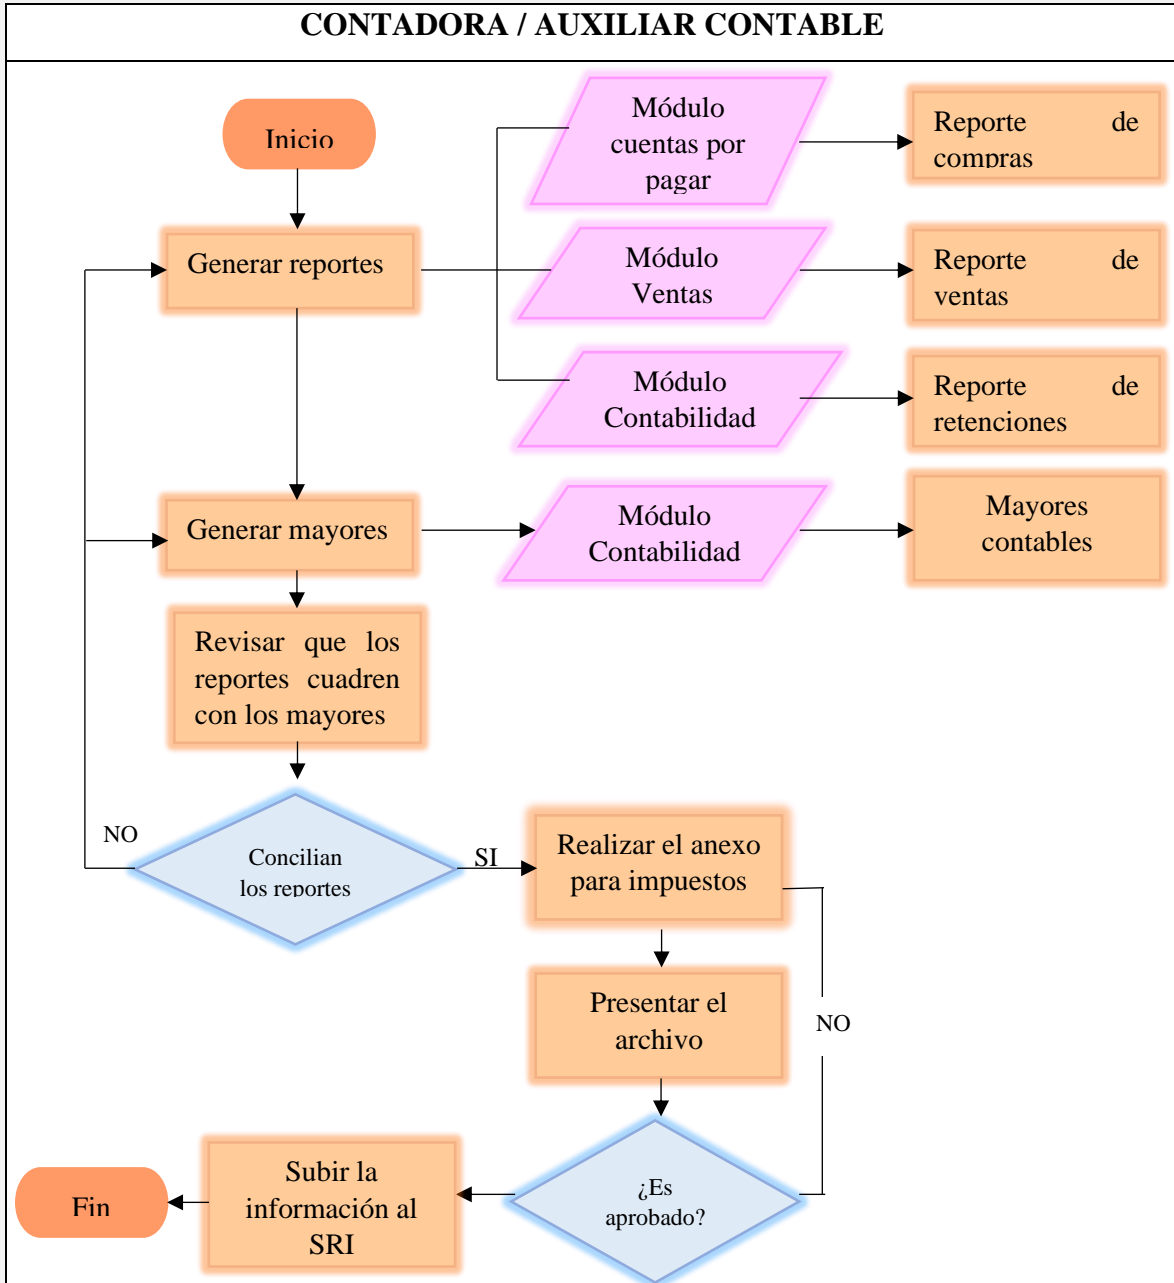 CONTADORA / AUXILIAR CONTABLE
Inicio
Módulo
cuentas por
pagar
Reporte de
compras
Generar reportes
Módulo
Ventas
Reporte de
ventas
Módulo
Contabilidad
Reporte de
retenciones
Generar mayores
Módulo
Contabilidad
Mayores
contables
Revisar que los
reportes cuadren
con los mayores
NO
Concilian
los reportes
SI
Realizar el anexo
para impuestos
Presentar el
archivo
NO
¿Es
aprobado?
Subir la
información al
SRI
Fin